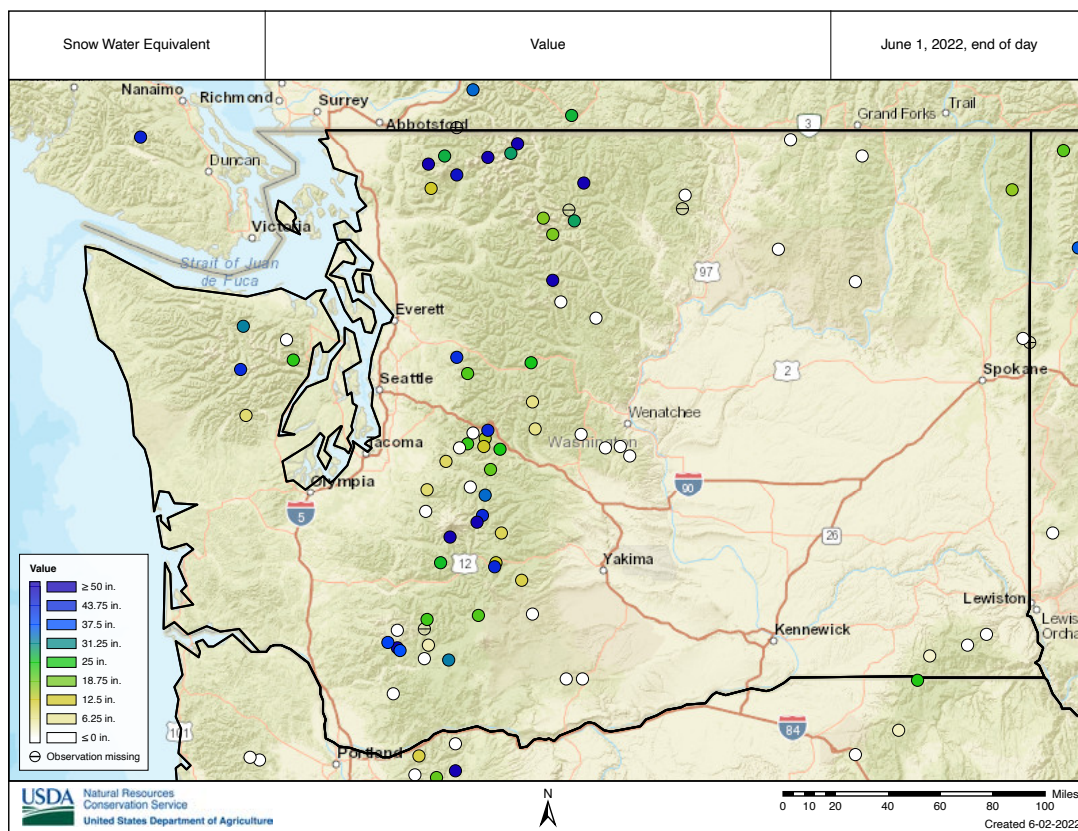 Snow Water Equivalent
Value
June 1, 2022, end of day
Nanaimo
Richmond
Surrey
Abbotsford
Grand Forks
Trail
3
Duncan
Victoria
Strait of Juan
de Fuca
97
Everett
2
Spokane
Seattle
Wenatchee
Washington
Tacoma
Olympia
90
5
26
12
Yakima
Lewiston
Kennewick
101
Portland
84
Value
≥ 50 in.
43.75 in.
37.5 in.
31.25 in.
25 in.
18.75 in.
12.5 in.
6.25 in.
≤ 0 in.
Observation missing
USDA
Natural Resources
Conservation Service
United States Department of Agriculture
N
Miles
0 10 20 40 60 80 100
Created 6-02-2022